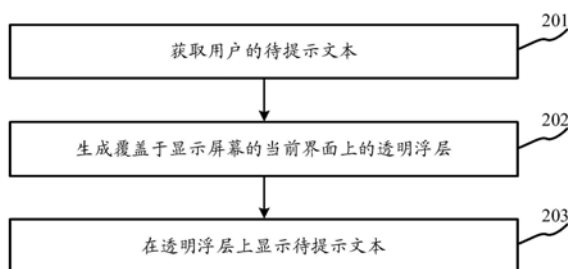 201
获取用户的待提示文本
202
生成覆盖于显示屏幕的当前界面上的透明浮层
203
在透明浮层上显示待提示文本